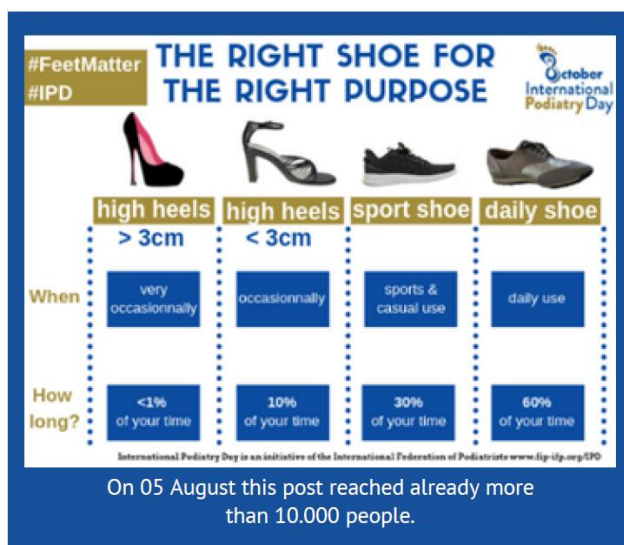 #FeetMatter
#IPD
THE RIGHT SHOE FOR
THE RIGHT PURPOSE
October
International
Podiatry Day
high heels
high heels
sport shoe
daily shoe
> 3cm
< 3cm
When
very
occasionnally
occasionnally
sports &
casual use
daily use
How
long?
<1%
of your time
10%
of your time
30%
of your time
60%
of your time
International Podiatry Day is an initiative of the International Federation of Podiatrists www.fip-ifp.org/IPD
On 05 August this post reached already more
than 10.000 people.